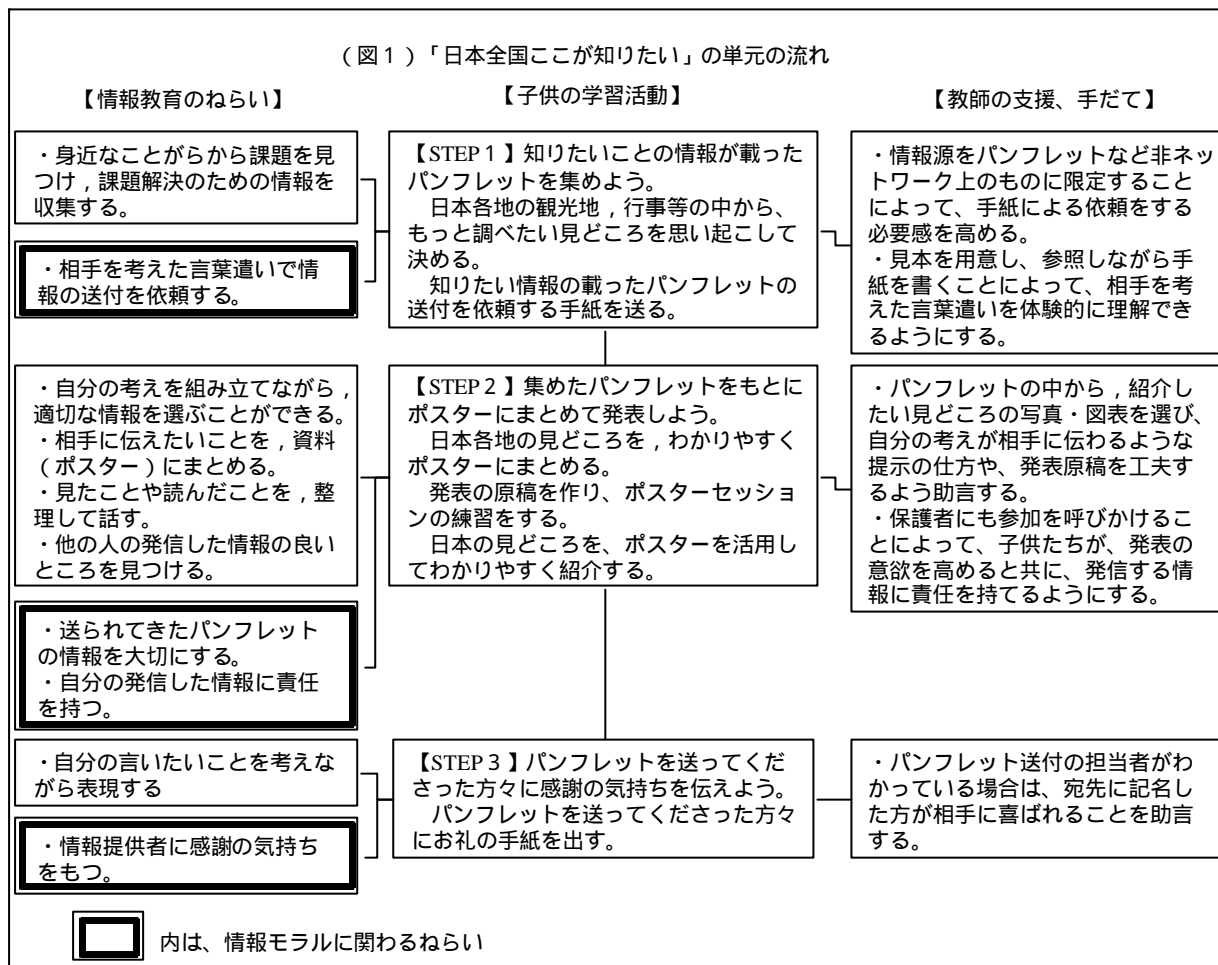 （図１）「日本全国ここが知りたい」の単元の流れ
【情報教育のねらい】
【子供の学習活動】
【教師の支援、手だて】
・身近なことがらから課題を見
つけ，課題解決のための情報を
収集する。
・相手を考えた言葉遣いで情
報の送付を依頼する。
【STEP１】知りたいことの情報が載った
パンフレットを集めよう。
日本各地の観光地，行事等の中から、
もっと調べたい見どころを思い起こして
決める。
知りたい情報の載ったパンフレットの
送付を依頼する手紙を送る。
・情報源をパンフレットなど非ネッ
トワーク上のものに限定すること
によって、手紙による依頼をする
必要感を高める。
・見本を用意し、参照しながら手
紙を書くことによって、相手を考
えた言葉遣いを体験的に理解でき
るようにする。
・自分の考えを組み立てながら，
適切な情報を選ぶことができる。
・相手に伝えたいことを，資料
（ポスター）にまとめる。
・見たことや読んだことを，整
理して話す。
・他の人の発信した情報の良い
ところを見つける。
・送られてきたパンフレット
の情報を大切にする。
・自分の発信した情報に責任
を持つ。
【STEP２】集めたパンフレットをもとに
ポスターにまとめて発表しよう。
日本各地の見どころを，わかりやすく
ポスターにまとめる。
発表の原稿を作り、ポスターセッショ
ンの練習をする。
日本の見どころを、ポスターを活用し
てわかりやすく紹介する。
・パンフレットの中から，紹介し
たい見どころの写真・図表を選び、
自分の考えが相手に伝わるような
提示の仕方や、発表原稿を工夫す
るよう助言する。
・保護者にも参加を呼びかけるこ
とによって、子供たちが、発表の
意欲を高めると共に、発信する情
報に責任を持てるようにする。
・自分の言いたいことを考えな
がら表現する
・情報提供者に感謝の気持ち
をもつ。
【STEP３】パンフレットを送ってくだ
さった方々に感謝の気持ちを伝えよう。
パンフレットを送ってくださった方々
にお礼の手紙を出す。
・パンフレット送付の担当者がわ
かっている場合は、宛先に記名し
た方が相手に喜ばれることを助言
する。
内は、情報モラルに関わるねらい